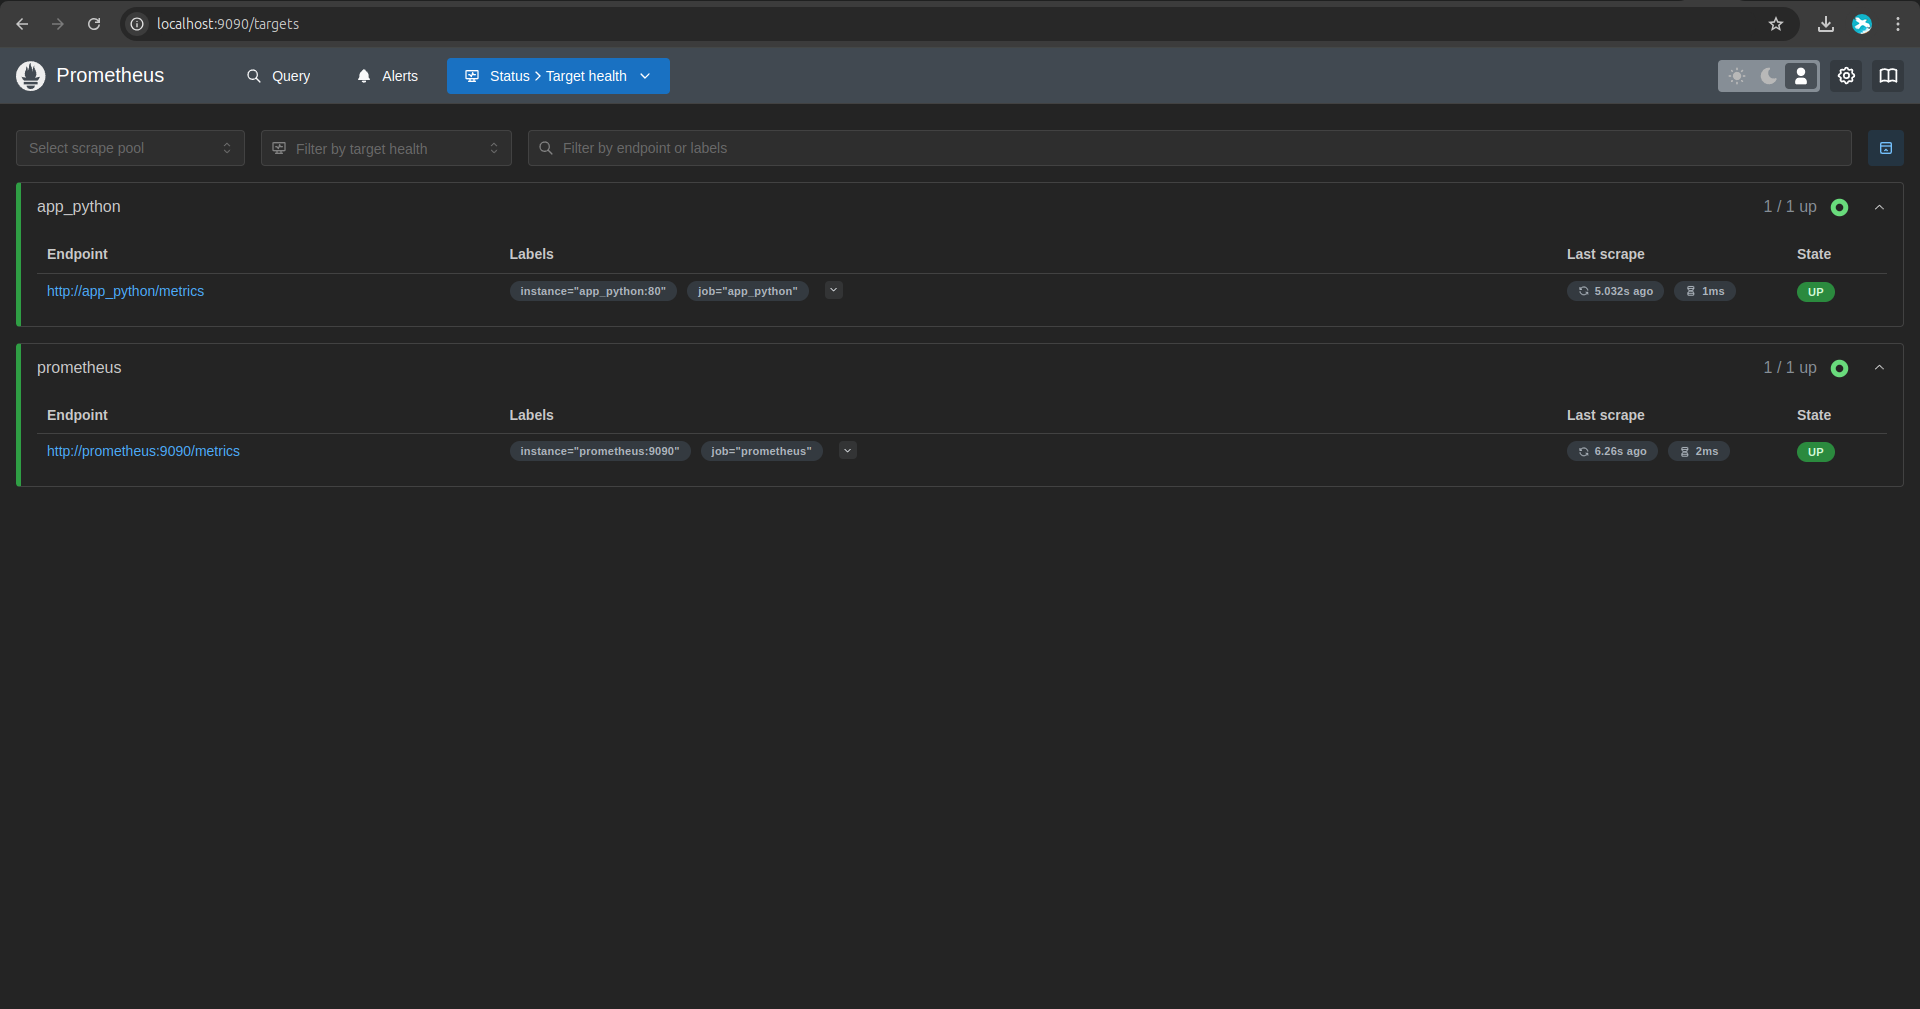 localhost:9090/targets
Prometheus Query Alerts Status > Target health
Select scrape pool Filter by target health Filter by endpoint or labels
app_python 1 / 1 up
Endpoint Labels Last scrape State
http://app_python/metrics instance="app_python:80" job="app_python" 5.032s ago 1ms UP
prometheus 1 / 1 up
Endpoint Labels Last scrape State
http://prometheus:9090/metrics instance="prometheus:9090" job="prometheus" 6.26s ago 2ms UP